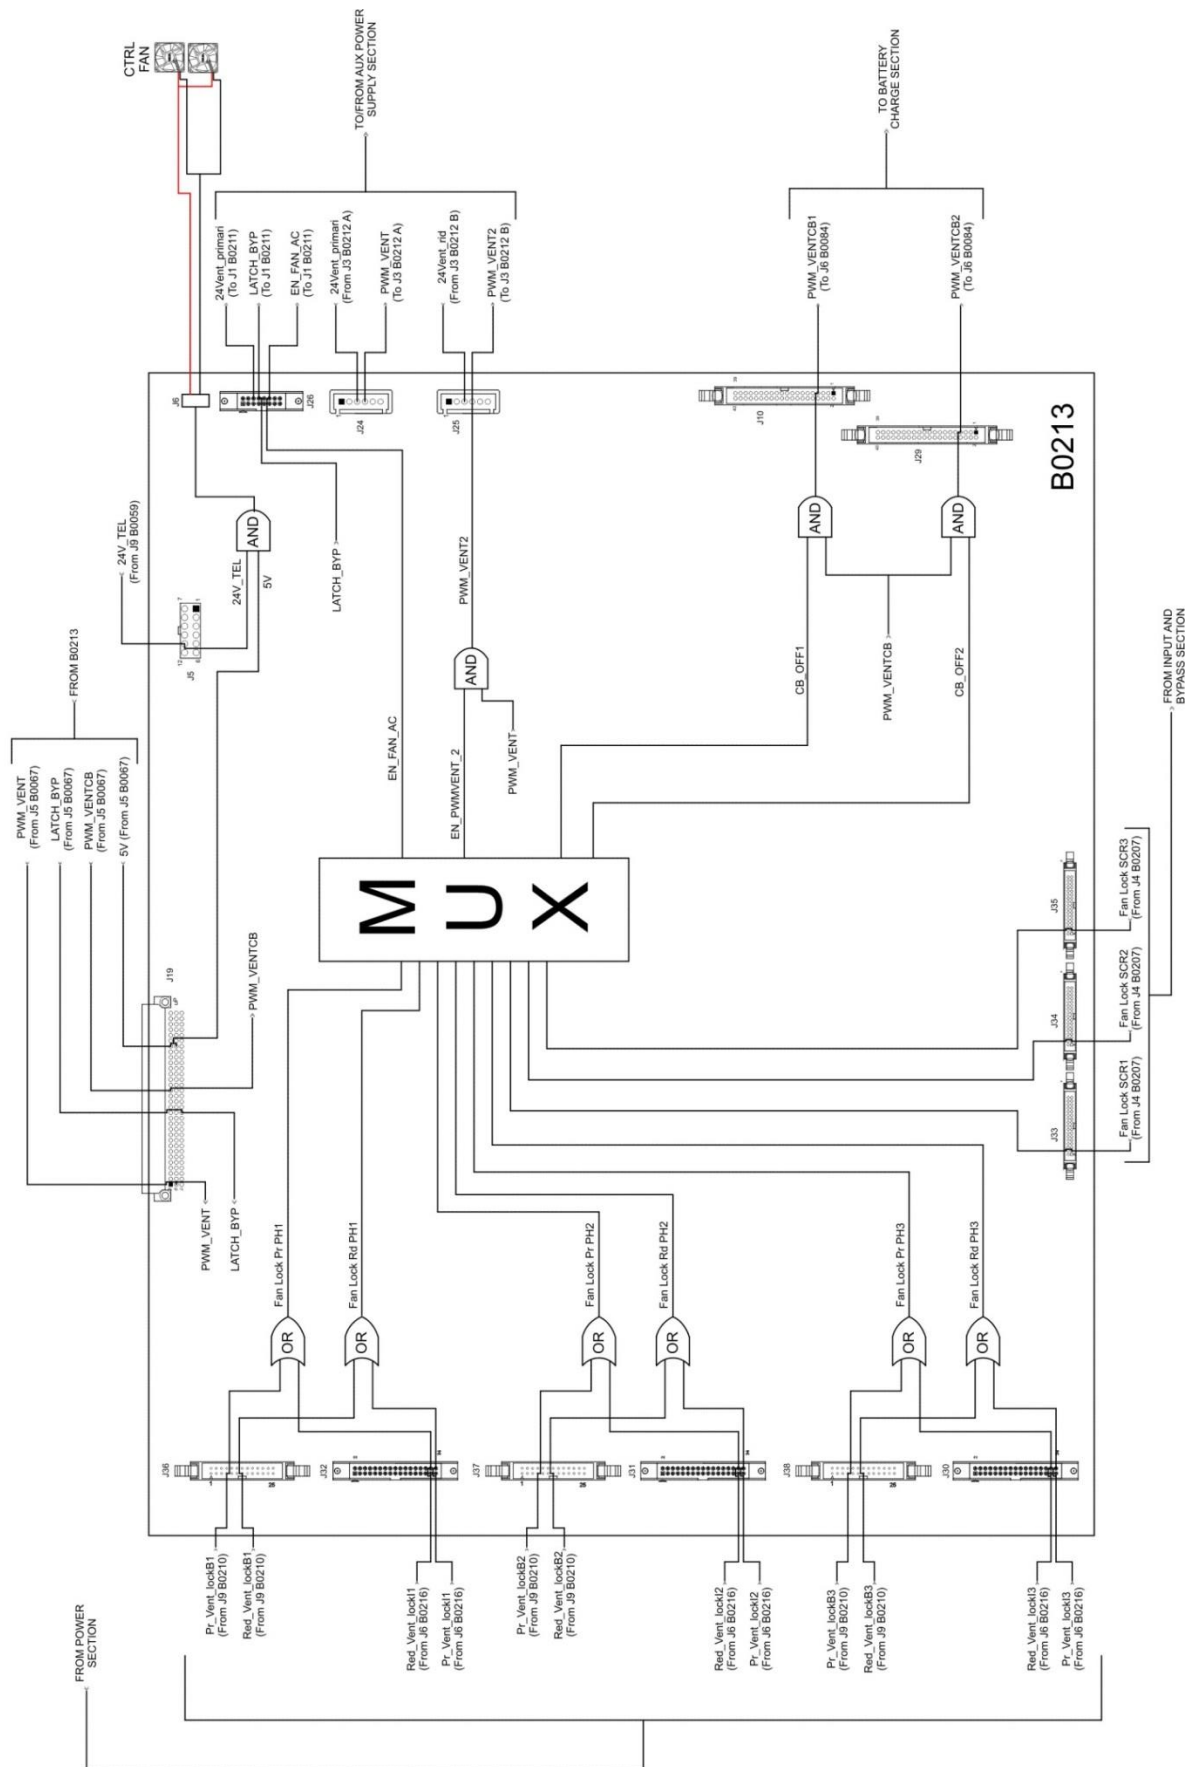 CTRL
FAN
TO/FROM AUX POWER
SUPPLY SECTION
TO BATTERY
CHARGE SECTION
24Vent_primari
(To J1 B0211)
LATCH_BYP
(To J1 B0211)
EN_FAN_AC
(To J1 B0211)
24Vent_primari
(From J3 B0212 A)
PWM_VENT
(To J3 B0212 A)
24Vent_rid
(From J3 B0212 B)
PWM_VENT2
(To J3 B0212 B)
PWM_VENTCB1
(To J6 B0084)
PWM_VENTCB2
(To J6 B0084)
J6
J26
J24
J25
J10
J29
B0213
24V_TEL
(From J9 B0059)
J5
24V_TEL
5V
AND
LATCH_BYP
PWM_VENT2
AND
AND
AND
FROM B0213
PWM_VENT
(From J5 B0067)
LATCH_BYP
(From J5 B0067)
PWM_VENTCB
(From J5 B0067)
5V (From J5 B0067)
EN_FAN_AC
EN_PWMVENT_2
PWM_VENT
CB_OFF1
PWM_VENTCB
CB_OFF2
FROM INPUT AND
BYPASS SECTION
MUX
J19
PWM_VENTCB
PWM_VENT
LATCH_BYP
J35
J34
J33
Fan Lock SCR3
(From J4 B0207)
Fan Lock SCR2
(From J4 B0207)
Fan Lock SCR1
(From J4 B0207)
Fan Lock Pr PH1
Fan Lock Rd PH1
Fan Lock Pr PH2
Fan Lock Rd PH2
Fan Lock Pr PH3
Fan Lock Rd PH3
OR
OR
OR
OR
OR
OR
J36
J32
J37
J31
J38
J30
Pr_Vent_lockB1
(From J9 B0210)
Red_Vent_lockB1
(From J9 B0210)
Red_Vent_lockI1
(From J6 B0216)
Pr_Vent_lockI1
(From J6 B0216)
Pr_Vent_lockB2
(From J9 B0210)
Red_Vent_lockB2
(From J9 B0210)
Red_Vent_lockI2
(From J6 B0216)
Pr_Vent_lockI2
(From J6 B0216)
Pr_Vent_lockB3
(From J9 B0210)
Red_Vent_lockB3
(From J9 B0210)
Red_Vent_lockI3
(From J6 B0216)
Pr_Vent_lockI3
(From J6 B0216)
FROM POWER
SECTION